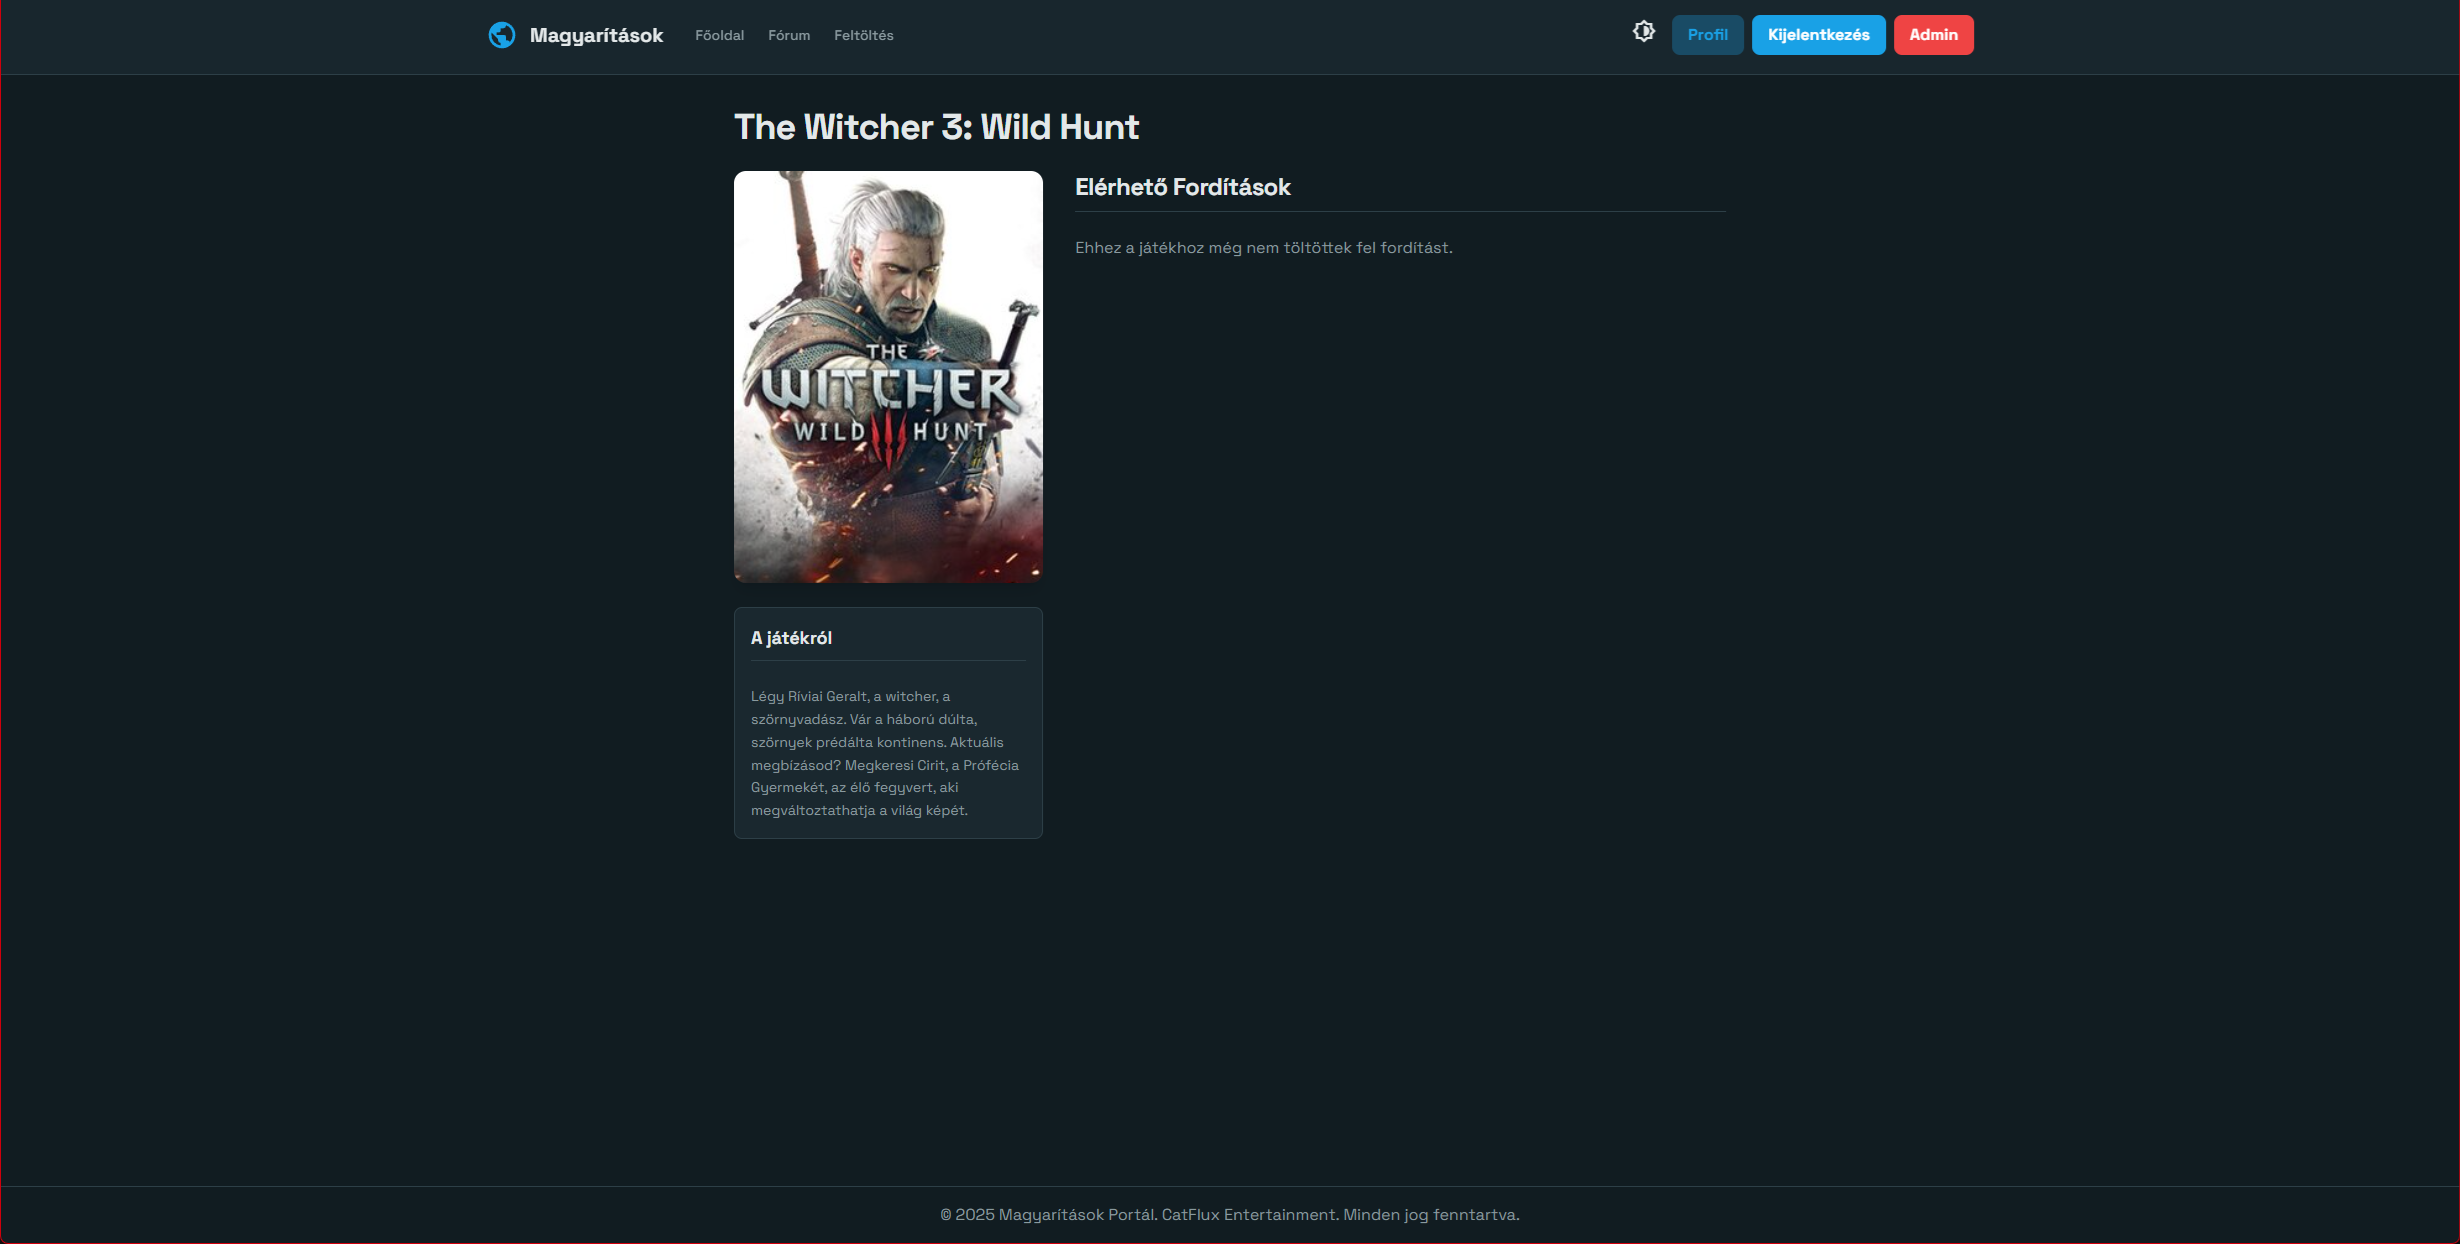 Magyarítások
Főoldal
Fórum
Feltöltés
Profil
Kijelentkezés
Admin
The Witcher 3: Wild Hunt
THE
WITCHER
WILD HUNT
Elérhető Fordítások
Ehhez a játékhoz még nem töltöttek fel fordítást.
A játékról
Légy Ríviai Geralt, a witcher, a
szörnyvadász. Vár a háború dúlta,
szörnyek prédálta kontinens. Aktuális
megbízásod? Megkeresi Cirit, a Prófécia
Gyermekét, az élő fegyvert, aki
megváltoztathatja a világ képét.
© 2025 Magyarítások Portál. CatFlux Entertainment. Minden jog fenntartva.